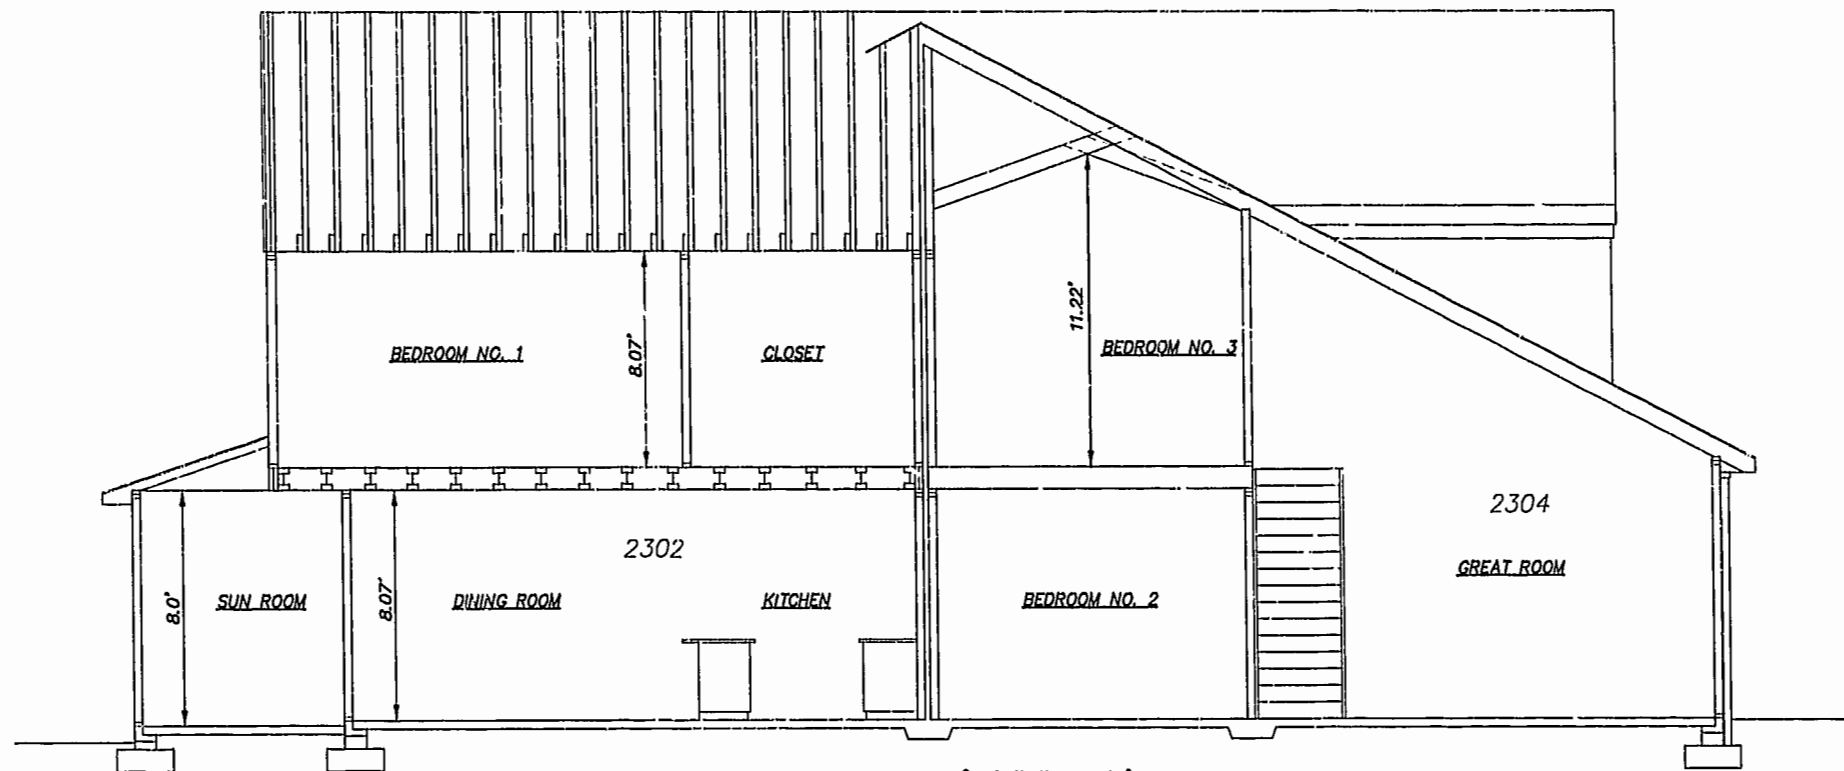 BEDROOM NO. 1
8.07'
CLOSET
11.22'
BEDROOM NO. 3
2304
2302
GREAT ROOM
8.0'
SUN ROOM
8.07'
DINING ROOM
KITCHEN
BEDROOM NO. 2